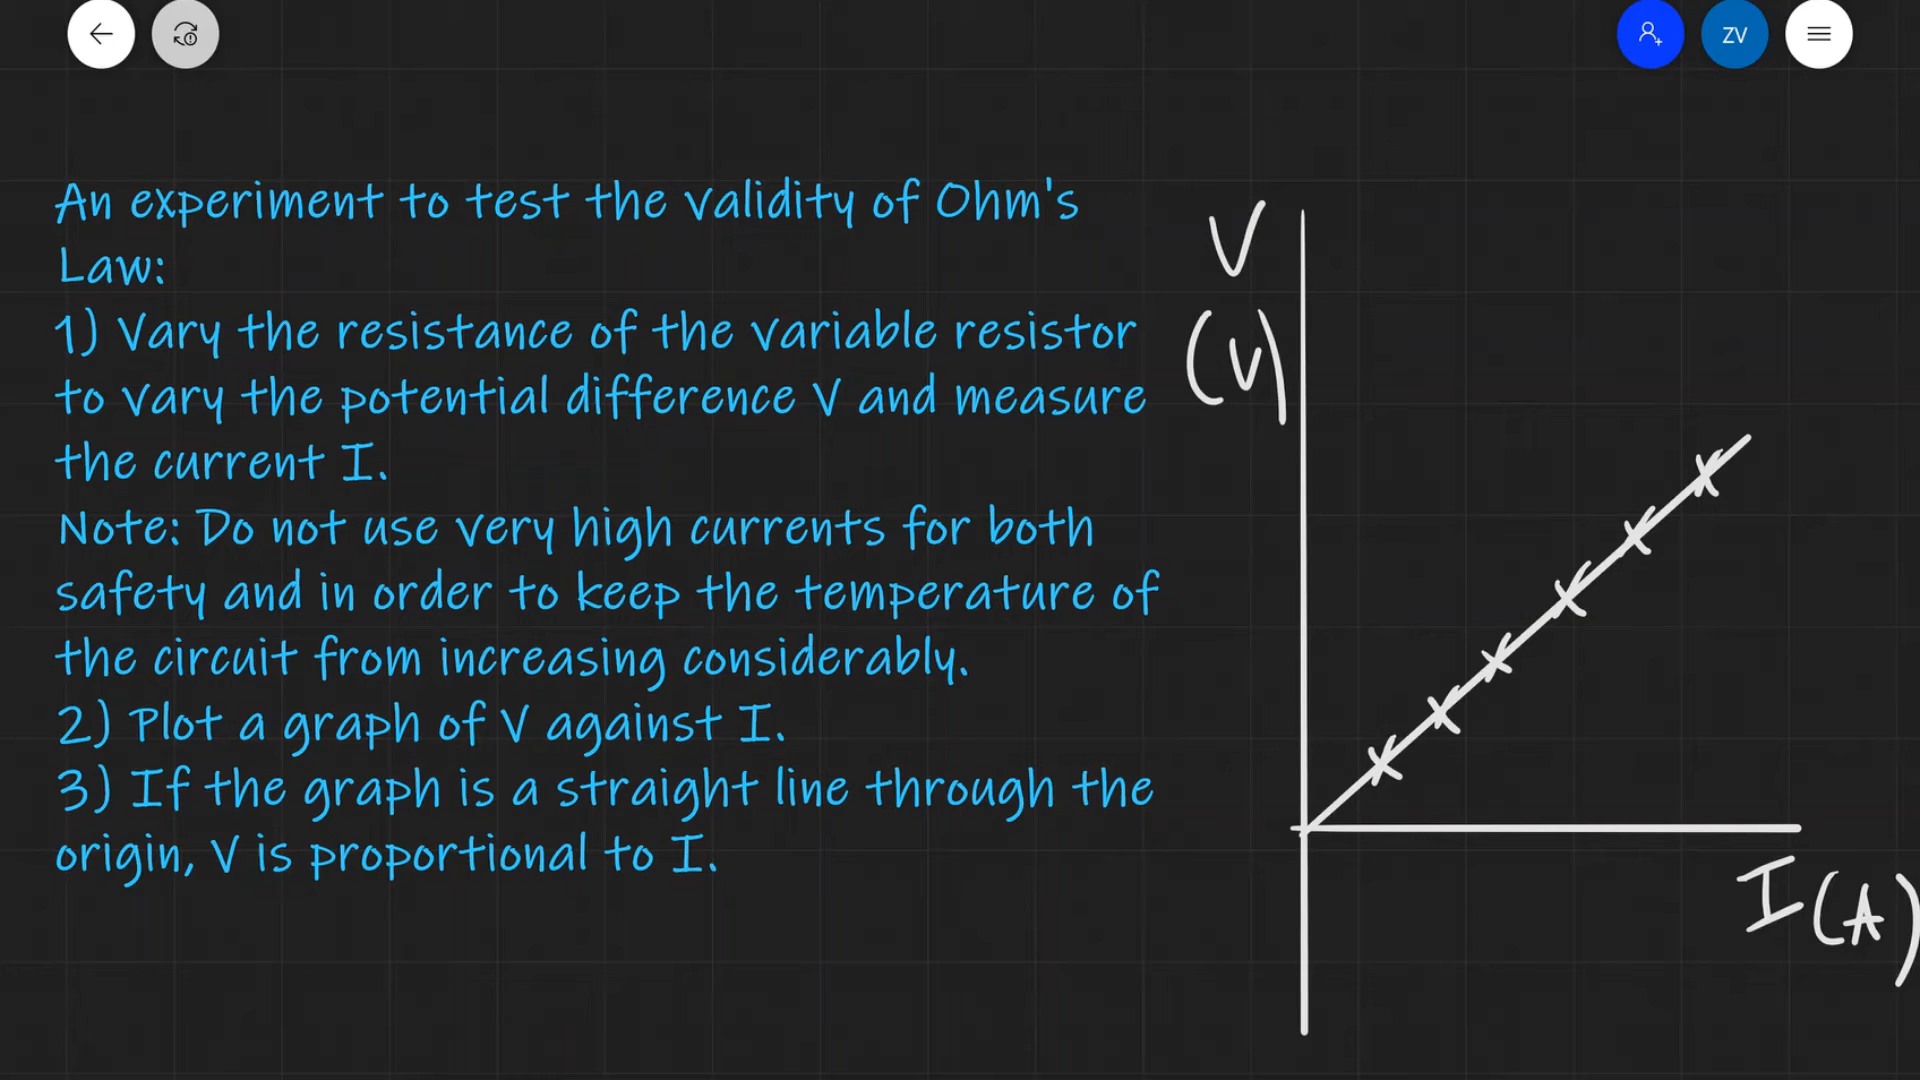 ZV
An experiment to test the validity of Ohm's
Law:
1) Vary the resistance of the variable resistor
to vary the potential difference V and measure
the current I.
Note: Do not use very high currents for both
safety and in order to keep the temperature of
the circuit from increasing considerably.
2) Plot a graph of V against I.
3) If the graph is a straight line through the
origin, V is proportional to I.
V
(V)
I (A)